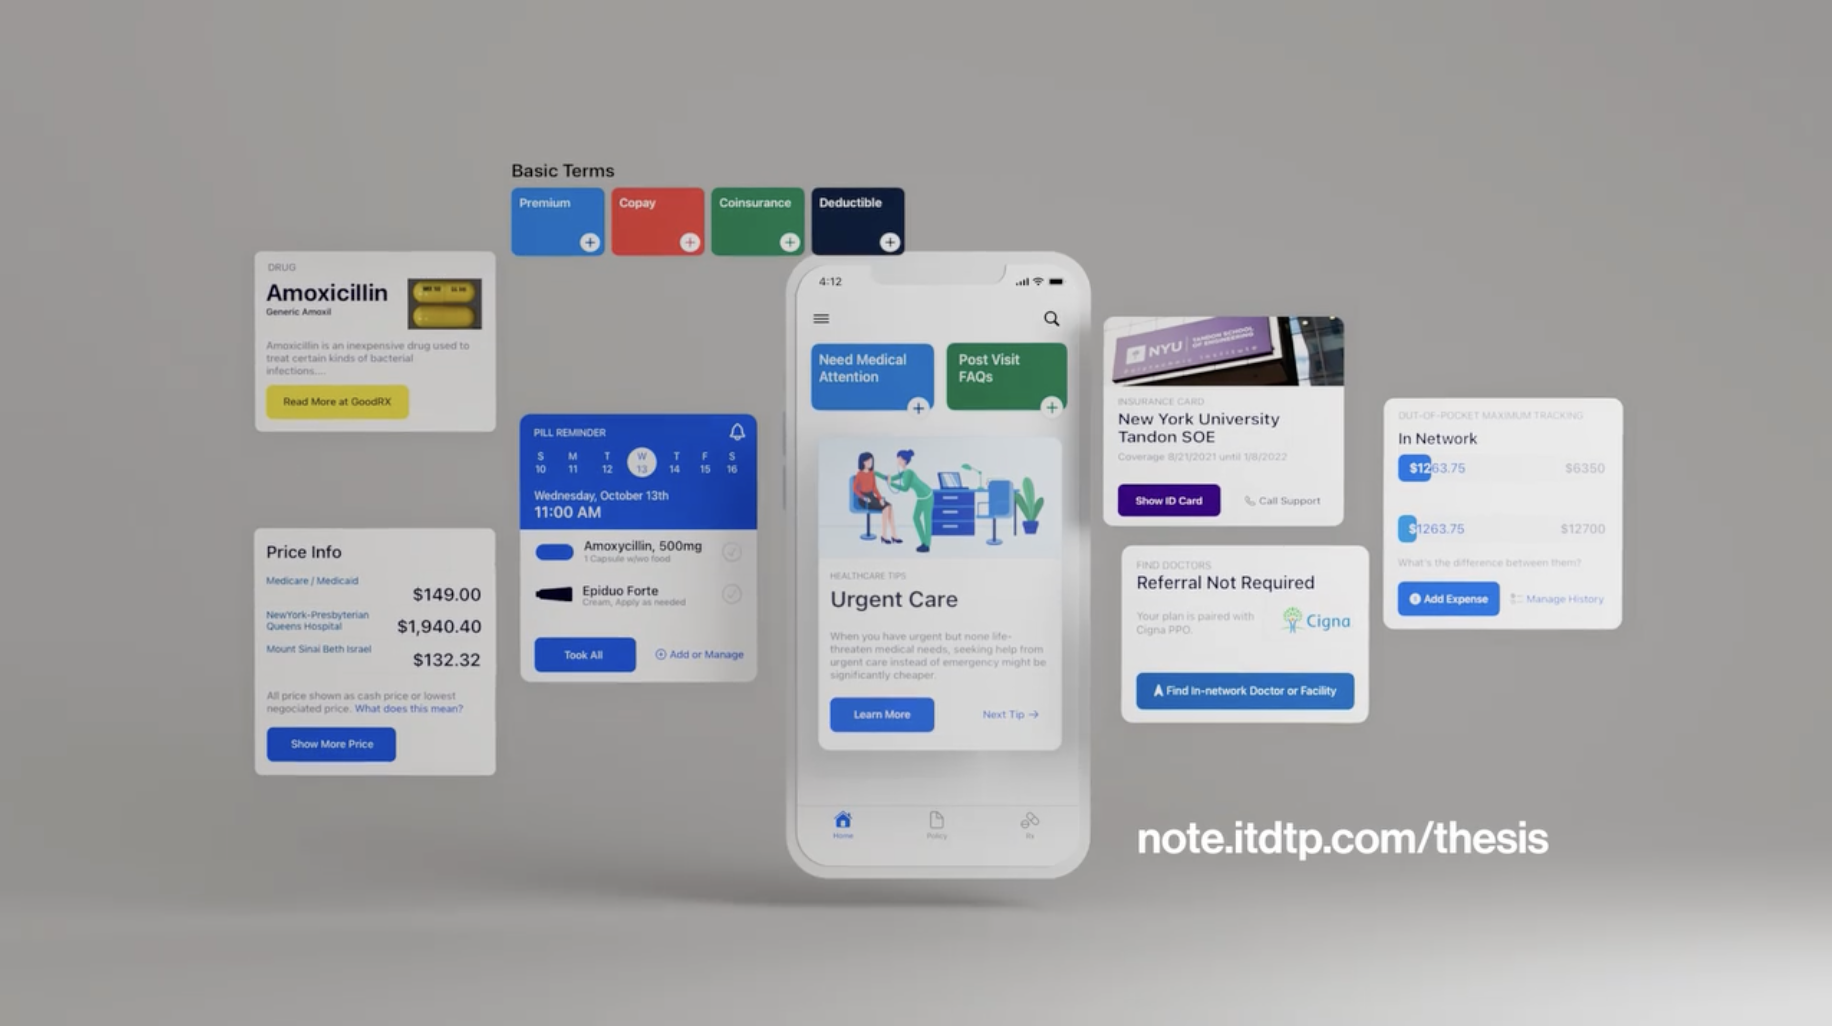 Basic Terms
Premium
Copay
Coinsurance
Deductible
DRUG
Amoxicillin
Generic Amoxil
Amoxicillin is an inexpensive drug used to
treat certain kinds of bacterial
infections....
Read More at GoodRX
Price Info
Medicare / Medicaid
$149.00
NewYork-Presbyterian
Queens Hospital
$1,940.40
Mount Sinai Beth Israel
$132.32
All price shown as cash price or lowest
negociated price. What does this mean?
Show More Price
PILL REMINDER
S M T W T F S
10 11 12 13 14 15 16
Wednesday, October 13th
11:00 AM
Amoxycillin, 500mg
1 Capsule w/wo food
Epiduo Forte
Cream, Apply as needed
Took All
Add or Manage
4:12
Need Medical
Attention
Post Visit
FAQs
HEALTHCARE TIPS
Urgent Care
When you have urgent but none life-
threaten medical needs, seeking help from
urgent care instead of emergency might be
significantly cheaper.
Learn More
Next Tip →
Home
Policy
Rx
NYU
TANDON SCHOOL
OF ENGINEERING
Polytechnic Institute
INSURANCE CARD
New York University
Tandon SOE
Coverage 8/21/2021 until 1/8/2022
Show ID Card
Call Support
FIND DOCTORS
Referral Not Required
Your plan is paired with
Cigna PPO.
Cigna
Find In-network Doctor or Facility
OUT-OF-POCKET MAXIMUM TRACKING
In Network
$1263.75
$6350
$1263.75
$12700
What's the difference between them?
Add Expense
Manage History
note.itdtp.com/thesis